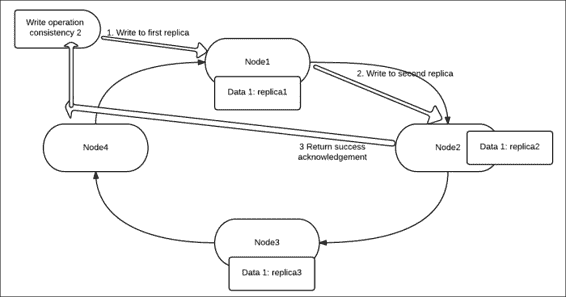 Write operation
consistency 2
1. Write to first replica
Node1
2. Write to second replica
Data 1: replica1
Node4
3 Return success
acknowledgement
Node2
Data 1: replica2
Node3
Data 1: replica3